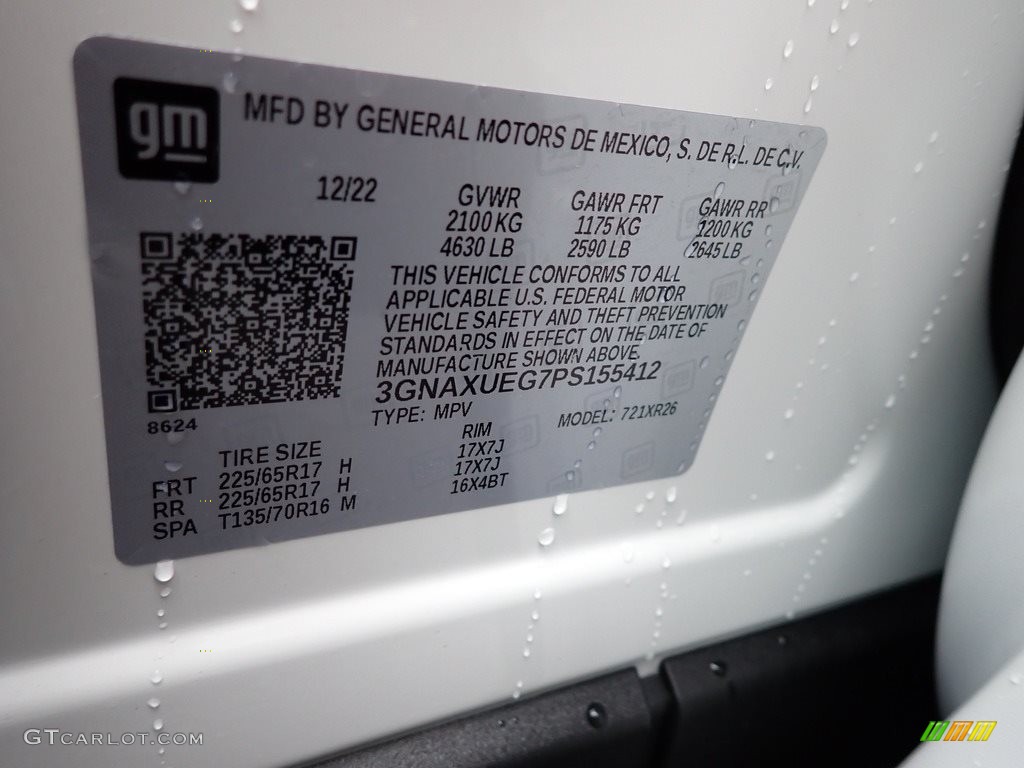 gm
MFD BY GENERAL MOTORS DE MEXICO, S. DE R.L. DE C.V.
12/22 GVWR GAWR FRT GAWR RR
2100 KG 1175 KG 1200 KG
4630 LB 2590 LB 2645 LB
THIS VEHICLE CONFORMS TO ALL
APPLICABLE U.S. FEDERAL MOTOR
VEHICLE SAFETY AND THEFT PREVENTION
STANDARDS IN EFFECT ON THE DATE OF
MANUFACTURE SHOWN ABOVE.
3GNAXUEG7PS155412
8624 TYPE: MPV MODEL: 721XR26
TIRE SIZE RIM
FRT 225/65R17 H 17X7J
RR 225/65R17 H 17X7J
SPA T135/70R16 M 16X4BT
GTCARLOT.COM